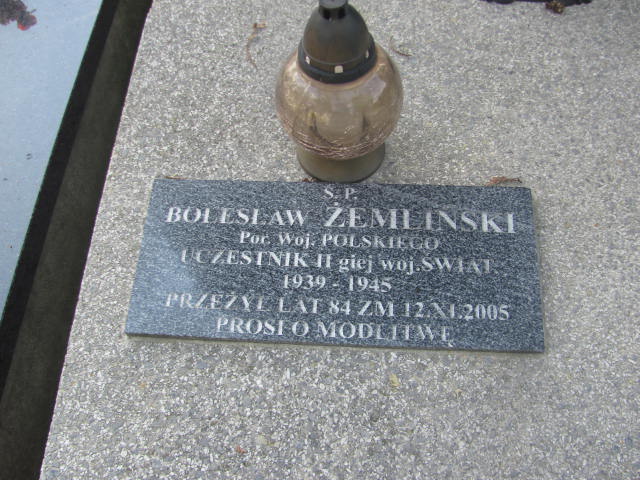 Ś.P.
BOLESŁAW ŻEMLIŃSKI
Por. Woj. POLSKIEGO
UCZESTNIK II giej woj.ŚWIAT.
1939 - 1945
PRZEŻYŁ LAT 84 ZM 12.XI.2005
PROSI O MODLITWĘ